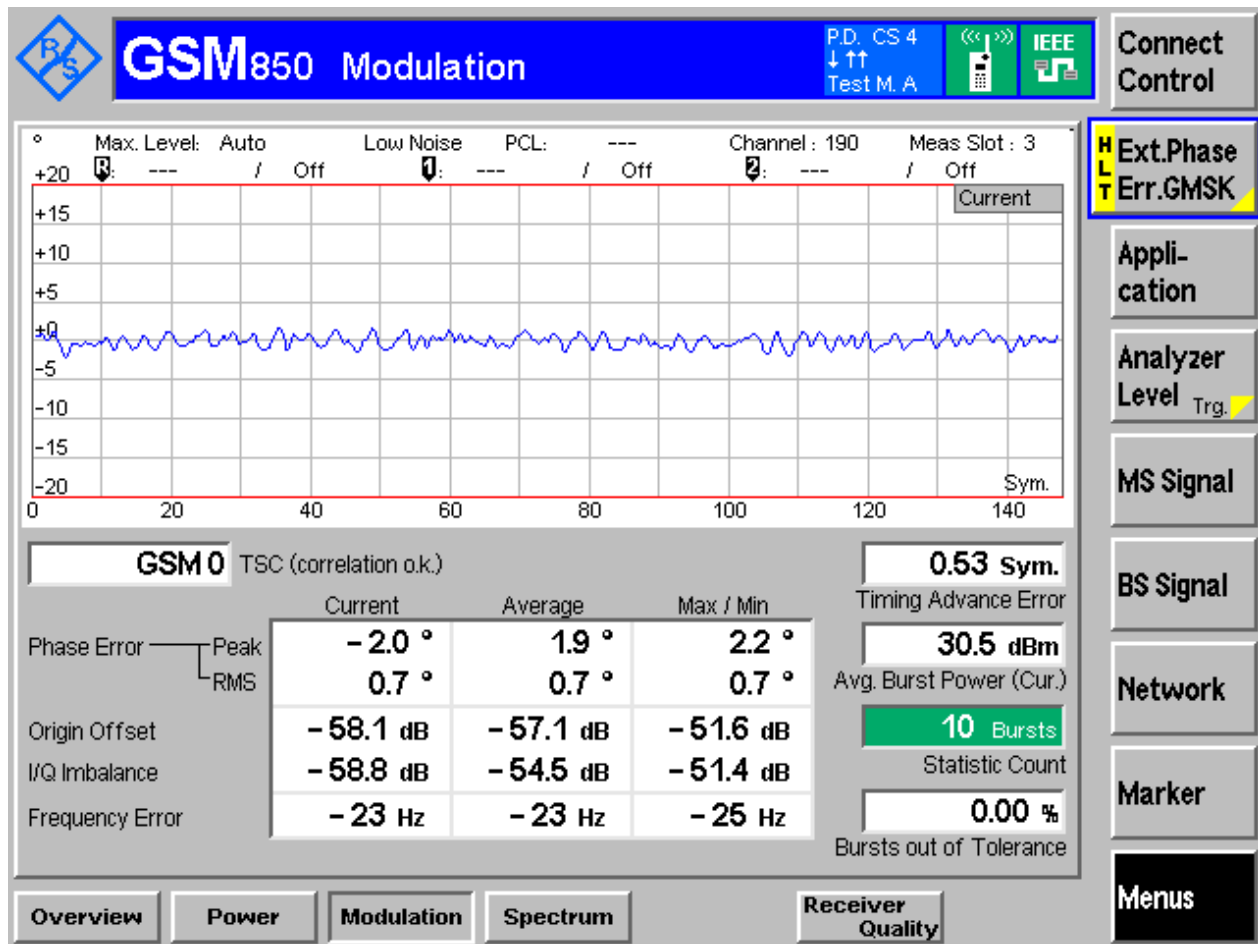 R/S GSM850 Modulation
P.D. CS 4
Test M. A
IEEE
Connect
Control
° Max. Level: Auto Low Noise PCL: --- Channel : 190 Meas Slot : 3
R: --- / Off 1: --- / Off 2: --- / Off
Current
+20
+15
+10
+5
±0
-5
-10
-15
-20
Sym.
0 20 40 60 80 100 120 140
HLT
Ext.Phase
Err.GMSK
Appli-
cation
Analyzer
Level Trg.
MS Signal
BS Signal
Network
Marker
Menus
GSM 0 TSC (correlation o.k.)
Current Average Max / Min
Phase Error Peak -2.0 ° 1.9 ° 2.2 °
RMS 0.7 ° 0.7 ° 0.7 °
Origin Offset -58.1 dB -57.1 dB -51.6 dB
I/Q Imbalance -58.8 dB -54.5 dB -51.4 dB
Frequency Error -23 Hz -23 Hz -25 Hz
0.53 Sym.
Timing Advance Error
30.5 dBm
Avg. Burst Power (Cur.)
10 Bursts
Statistic Count
0.00 %
Bursts out of Tolerance
Overview Power Modulation Spectrum Receiver
Quality